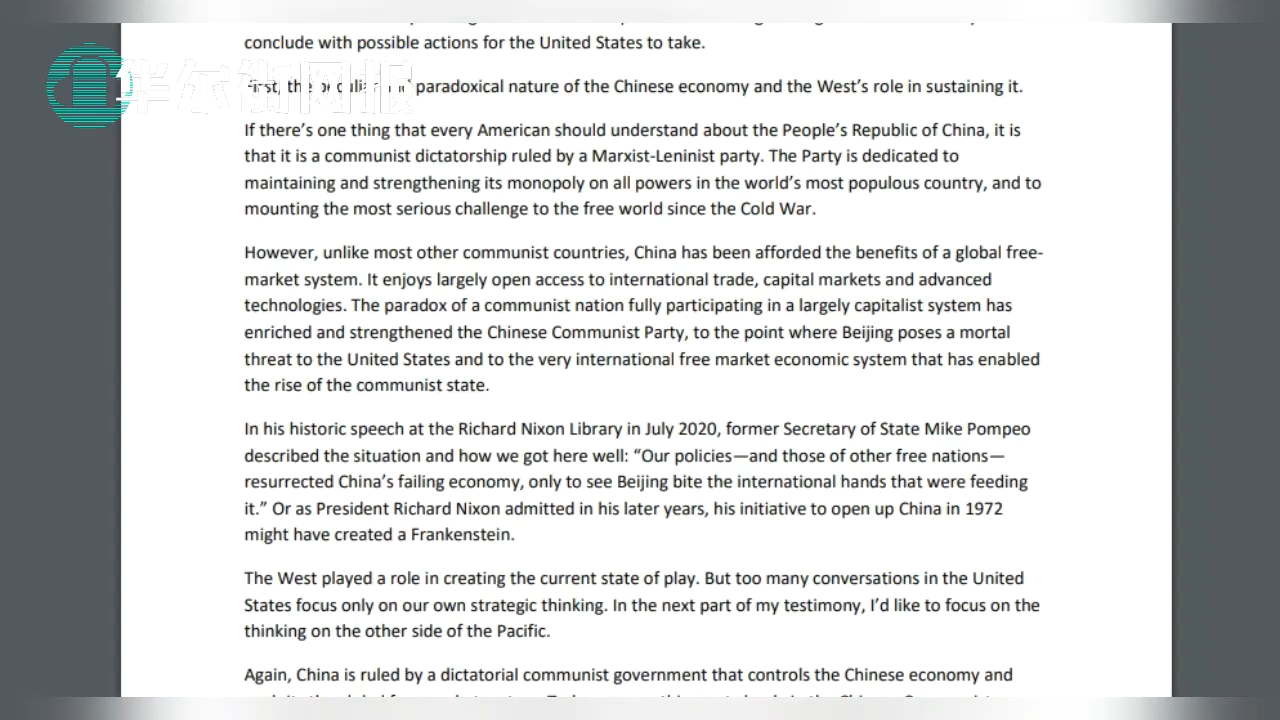 conclude with possible actions for the United States to take.
华尔街网报
First, the peculiar and paradoxical nature of the Chinese economy and the West's role in sustaining it.
If there's one thing that every American should understand about the People's Republic of China, it is
that it is a communist dictatorship ruled by a Marxist-Leninist party. The Party is dedicated to
maintaining and strengthening its monopoly on all powers in the world's most populous country, and to
mounting the most serious challenge to the free world since the Cold War.
However, unlike most other communist countries, China has been afforded the benefits of a global free-
market system. It enjoys largely open access to international trade, capital markets and advanced
technologies. The paradox of a communist nation fully participating in a largely capitalist system has
enriched and strengthened the Chinese Communist Party, to the point where Beijing poses a mortal
threat to the United States and to the very international free market economic system that has enabled
the rise of the communist state.
In his historic speech at the Richard Nixon Library in July 2020, former Secretary of State Mike Pompeo
described the situation and how we got here well: “Our policies—and those of other free nations—
resurrected China's failing economy, only to see Beijing bite the international hands that were feeding
it.” Or as President Richard Nixon admitted in his later years, his initiative to open up China in 1972
might have created a Frankenstein.
The West played a role in creating the current state of play. But too many conversations in the United
States focus only on our own strategic thinking. In the next part of my testimony, I'd like to focus on the
thinking on the other side of the Pacific.
Again, China is ruled by a dictatorial communist government that controls the Chinese economy and